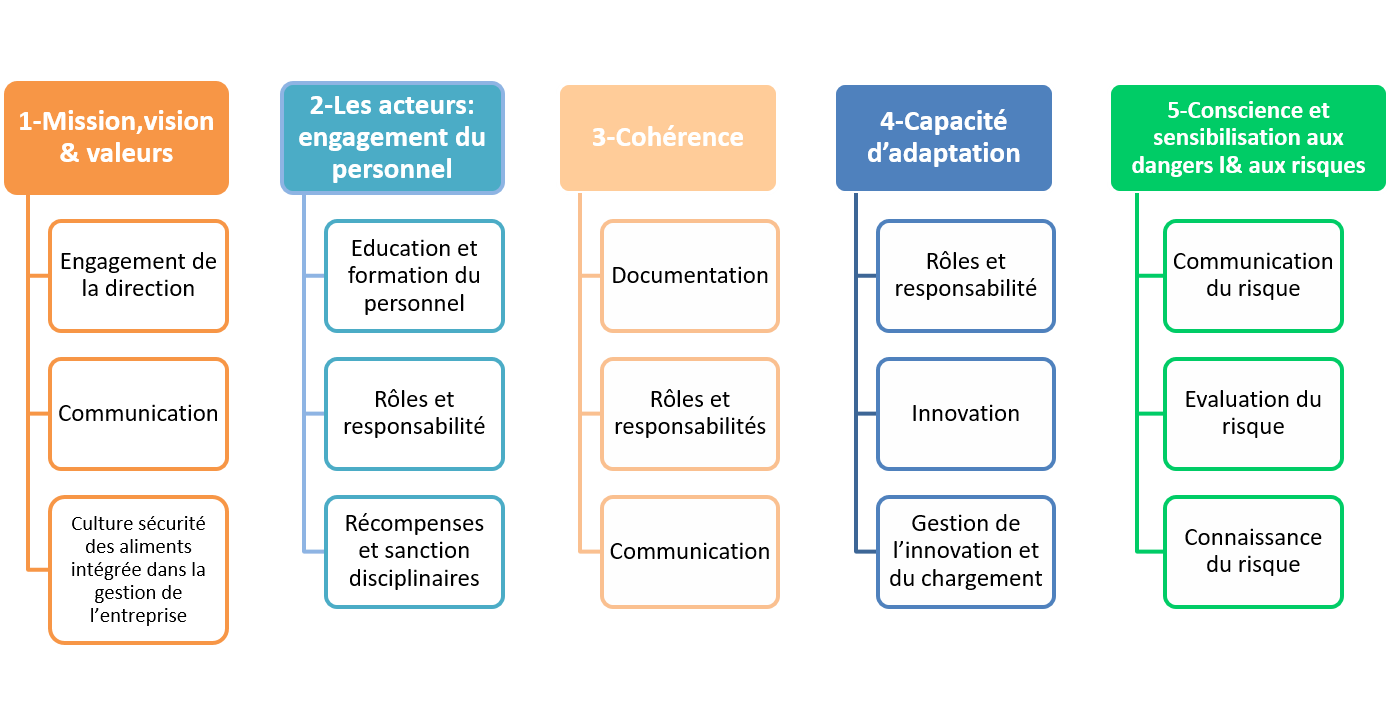 1-Mission,vision
& valeurs
Engagement de
la direction
Communication
Culture sécurité
des aliments
intégrée dans la
gestion de
l’entreprise
2-Les acteurs:
engagement du
personnel
Education et
formation du
personnel
Rôles et
responsabilité
Récompenses
et sanction
disciplinaires
3-Cohérence
Documentation
Rôles et
responsabilités
Communication
4-Capacité
d’adaptation
Rôles et
responsabilité
Innovation
Gestion de
l’innovation et
du chargement
5-Conscience et
sensibilisation aux
dangers I& aux risques
Communication
du risque
Evaluation du
risque
Connaissance
du risque